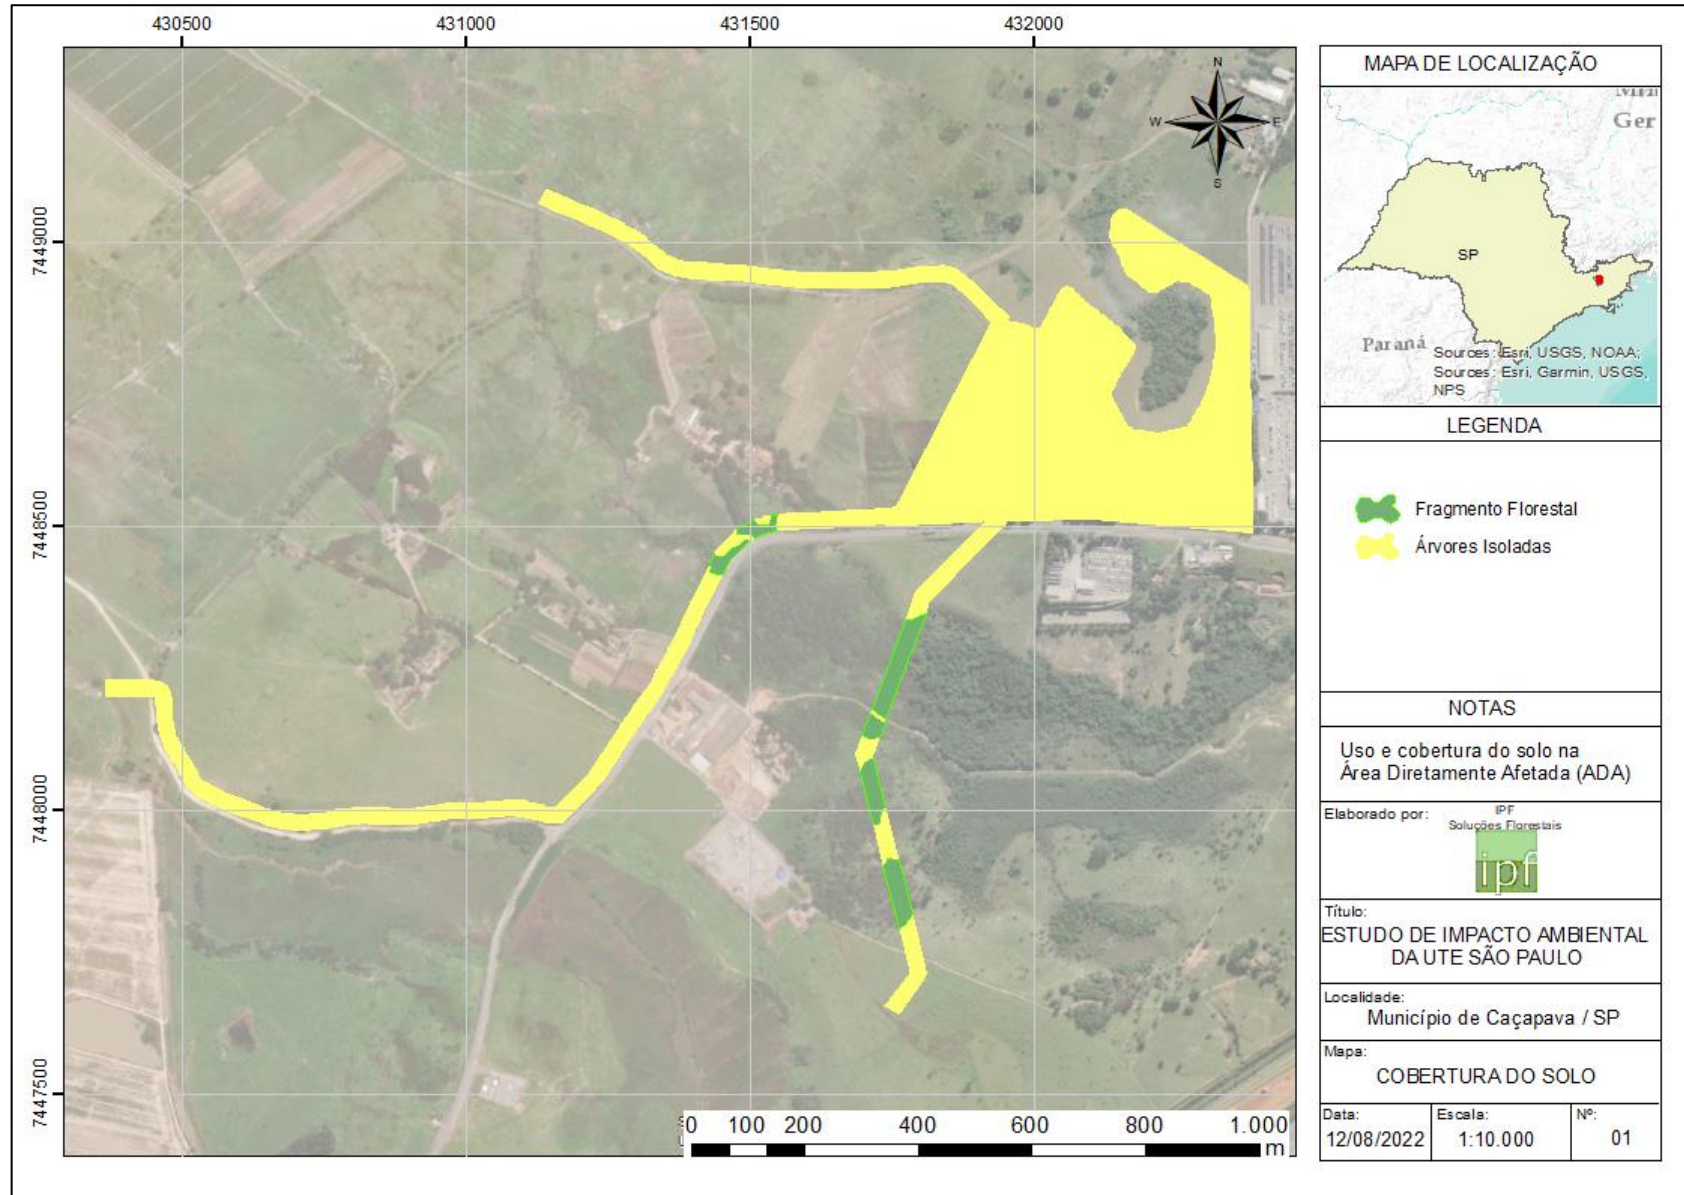 430500
431000
431500
432000
7449000
7448500
7448000
7447500
N
W
E
S
0 100 200 400 600 800 1.000
m
MAPA DE LOCALIZAÇÃO
Ger
SP
Paraná
Sources: Esri, USGS, NOAA;
Sources: Esri, Garmin, USGS,
NPS
LEGENDA
Fragmento Florestal
Árvores Isoladas
NOTAS
Uso e cobertura do solo na
Área Diretamente Afetada (ADA)
Elaborado por:
IPF
Soluções Florestais
ipf
Título:
ESTUDO DE IMPACTO AMBIENTAL
DA UTE SÃO PAULO
Localidade:
Município de Caçapava / SP
Mapa:
COBERTURA DO SOLO
Data:
12/08/2022
Escala:
1:10.000
Nº:
01